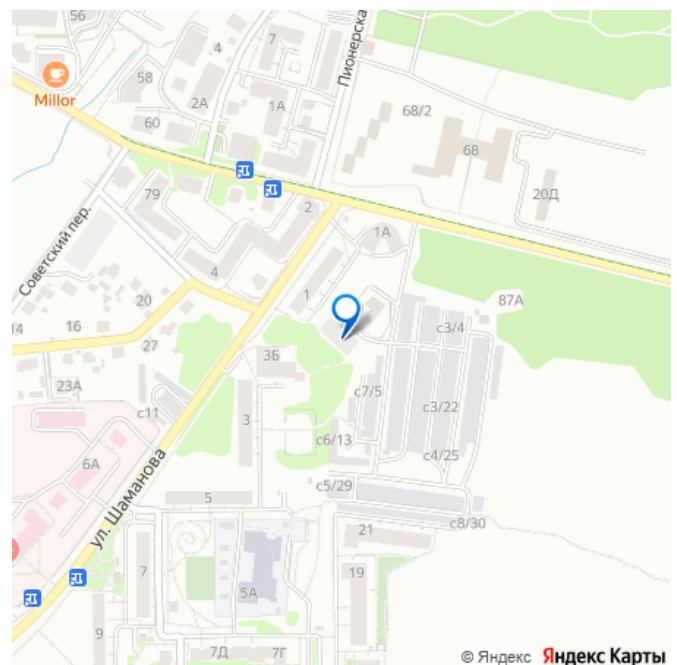 56
4
7
Пионерска
58
Millor
2А
1А
68/2
60
68
20Д
79
2
Советский пер.
1А
4
20
1
87А
14
16
с3/4
27
3Б
23А
с7/5
с11
с3/22
3
с6/13
6А
с4/25
ул. Шаманова
5
с5/29
с8/30
21
7
19
5А
9
7Д
7Г
© Яндекс Яндекс Карты